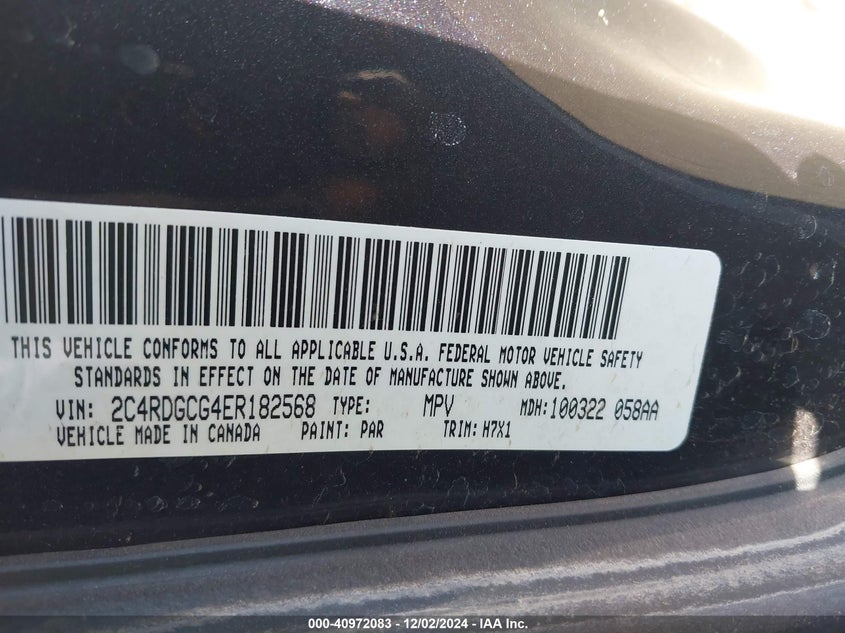 THIS VEHICLE CONFORMS TO ALL APPLICABLE U.S.A. FEDERAL MOTOR VEHICLE SAFETY
STANDARDS IN EFFECT ON THE DATE OF MANUFACTURE SHOWN ABOVE.
VIN: 2C4RDGCG4ER182568 TYPE: MPV MDH:100322 058AA
VEHICLE MADE IN CANADA PAINT: PAR TRIM: H7X1
000-40972083 - 12/02/2024 - IAA Inc.